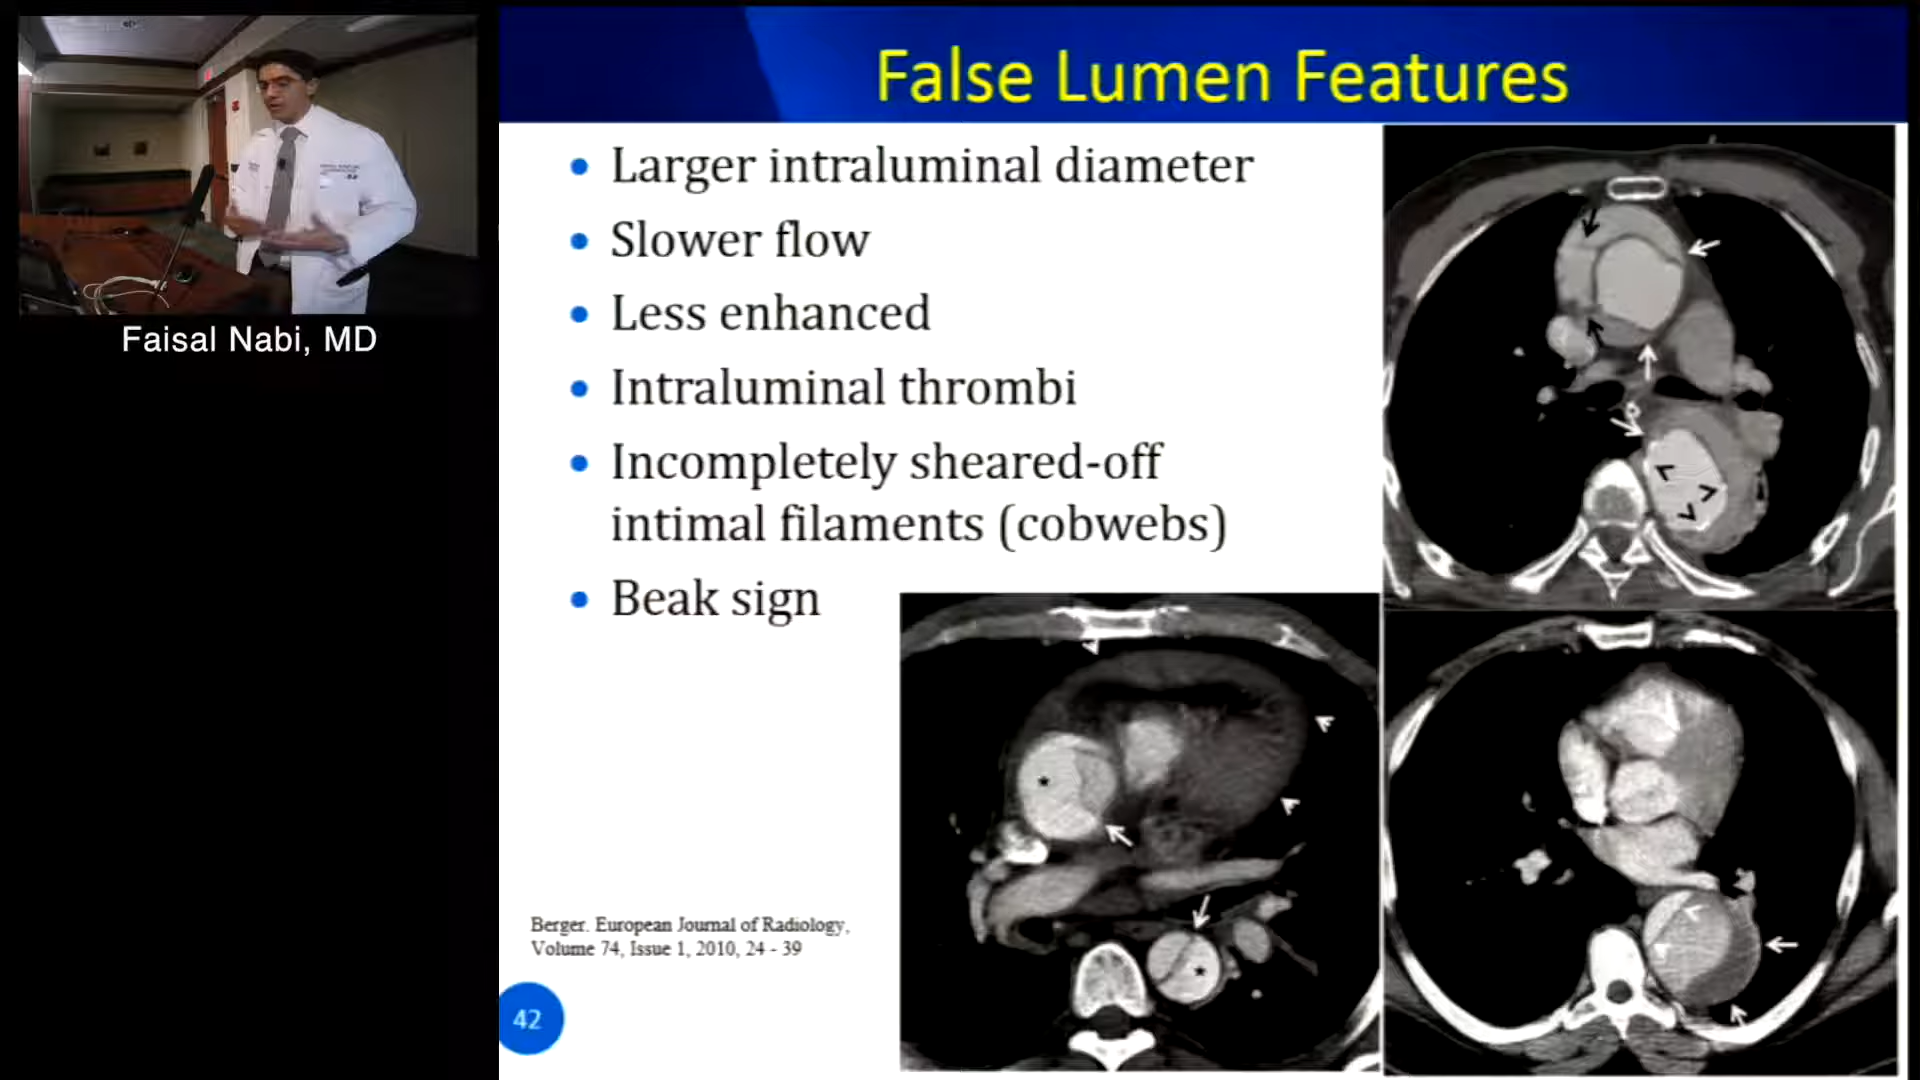 False Lumen Features
Larger intraluminal diameter
Slower flow
Less enhanced
Intraluminal thrombi
Incompletely sheared-off
intimal filaments (cobwebs)
Beak sign
Berger. European Journal of Radiology,
Volume 74, Issue 1, 2010, 24 - 39
42
Faisal Nabi, MD